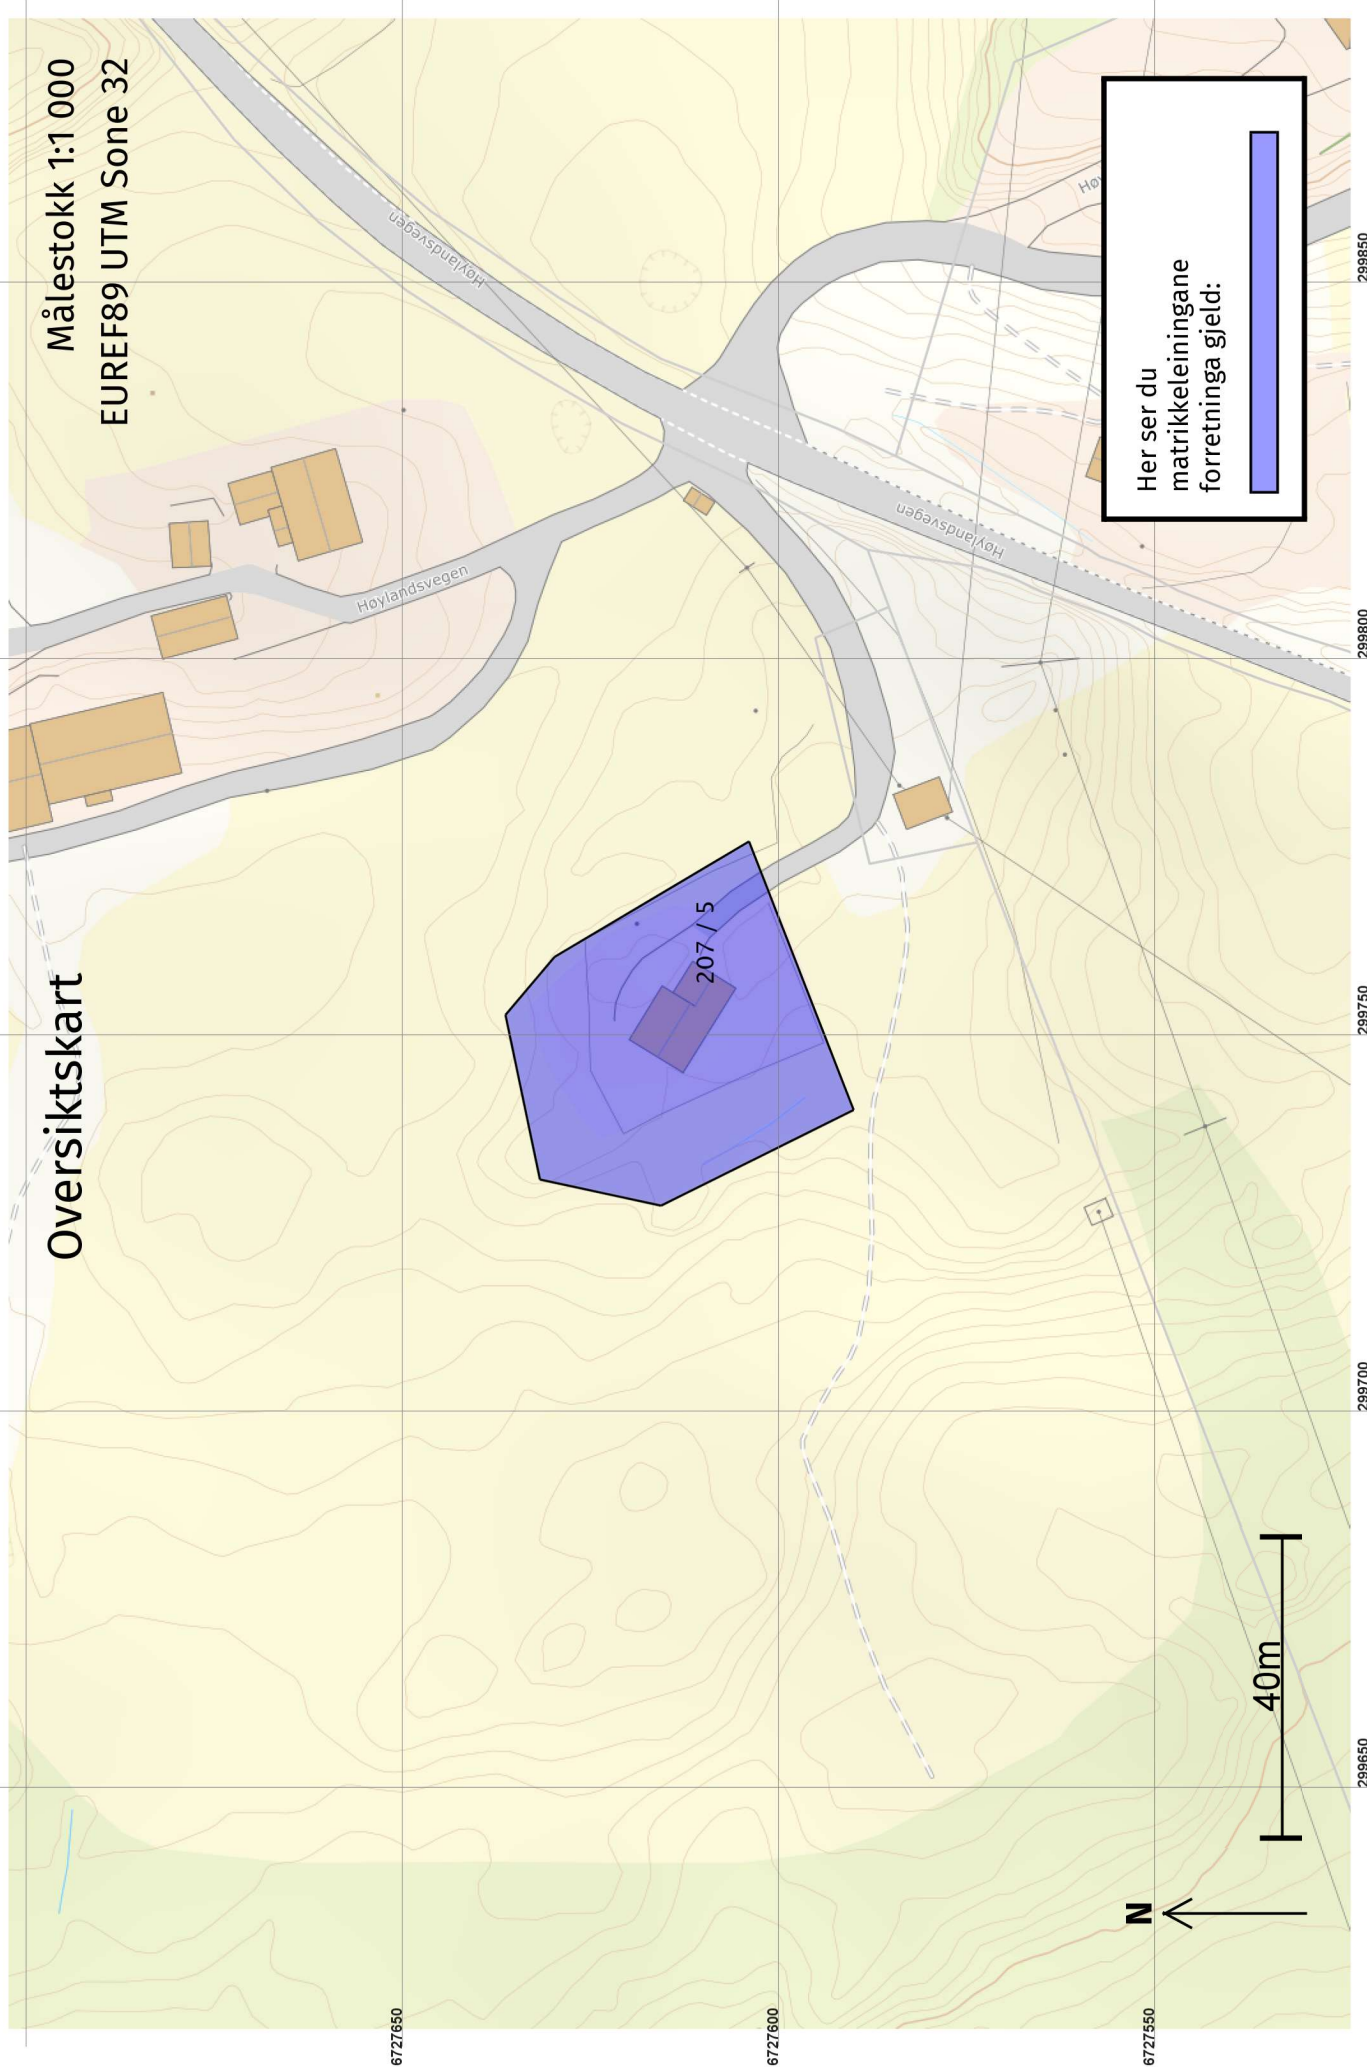 Oversiktskart
Målestokk 1:1 000
EUREF89 UTM Sone 32
Høylandsvegen
Høylandsvegen
Høylandsvegen
Høy
207 / 5
Her ser du
matrikkeleiningane
forretninga gjeld:
N
40m
6727650
6727600
6727550
299650
299700
299750
299800
299850